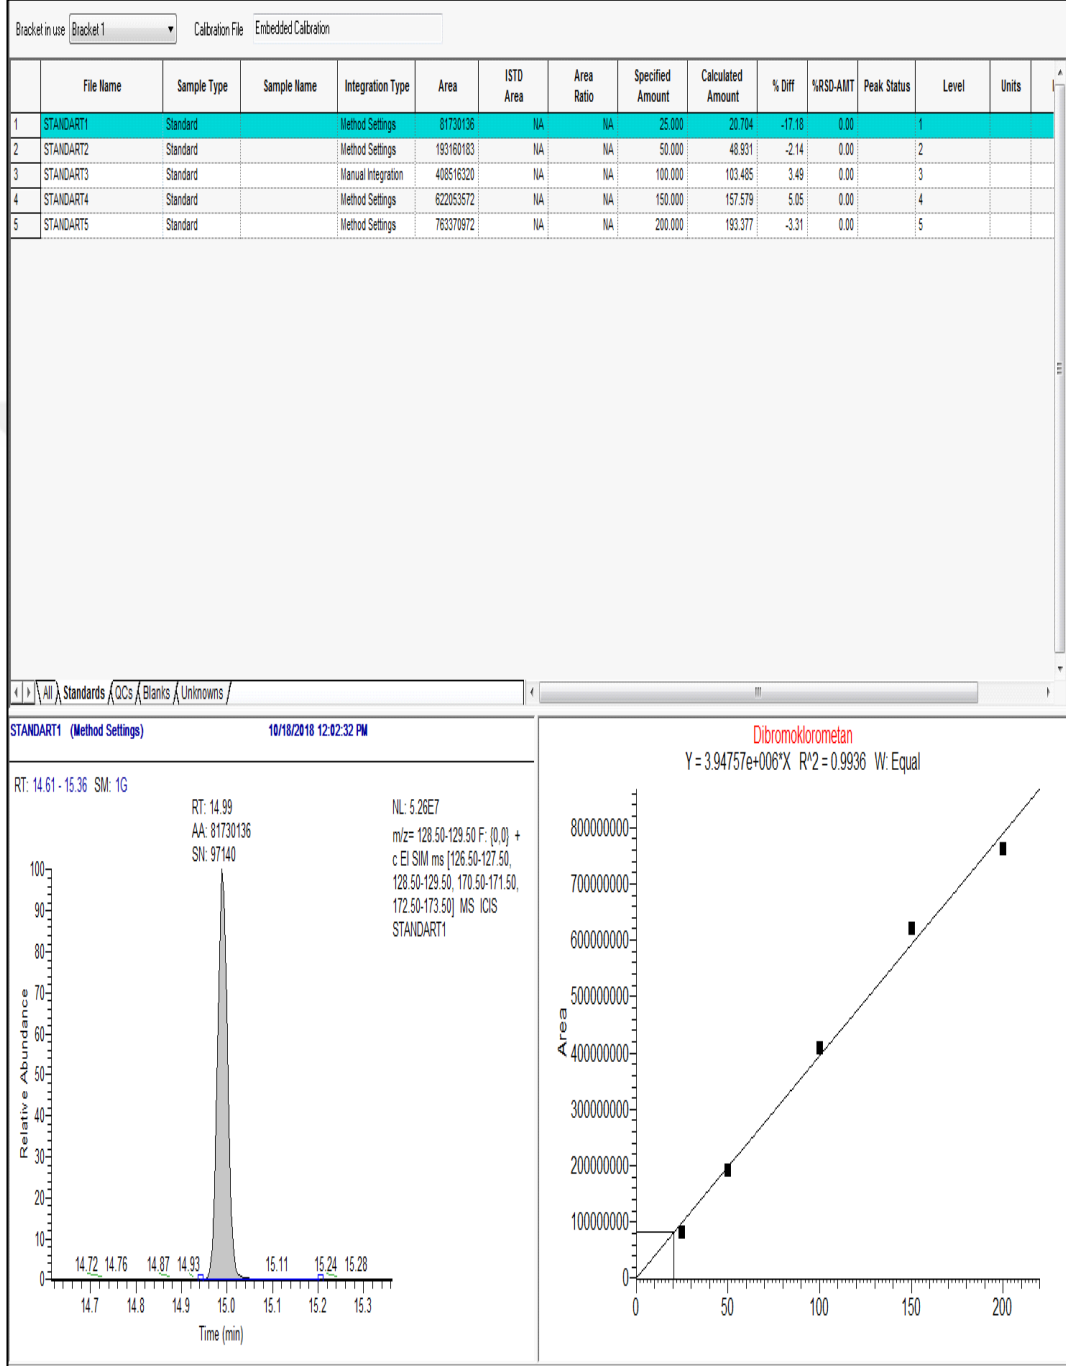 Bracket in use Bracket 1 Calibration File Embedded Calibration
File Name Sample Type Sample Name Integration Type Area ISTD Area Area Ratio Specified Amount Calculated Amount % Diff %RSD-AMT Peak Status Level Units
1 STANDART1 Standard Method Settings 81730136 NA NA 25.000 20.704 -17.18 0.00 1
2 STANDART2 Standard Method Settings 193160183 NA NA 50.000 48.931 -2.14 0.00 2
3 STANDART3 Standard Manual Integration 408516320 NA NA 100.000 103.485 3.49 0.00 3
4 STANDART4 Standard Method Settings 622053572 NA NA 150.000 157.579 5.05 0.00 4
5 STANDART5 Standard Method Settings 763370972 NA NA 200.000 193.377 -3.31 0.00 5
All Standards QCs Blanks Unknowns
STANDART1 (Method Settings) 10/18/2018 12:02:32 PM
RT: 14.61 - 15.36 SM: 1G
RT: 14.99
AA: 81730136
SN: 97140
NL: 5.26E7
m/z= 128.50-129.50 F: {0,0} +
c EI SIM ms [126.50-127.50,
128.50-129.50, 170.50-171.50,
172.50-173.50] MS ICIS
STANDART1
100
90
80
70
60
50
40
30
20
10
0
Relative Abundance
14.72 14.76 14.87 14.93 15.11 15.24 15.28
14.7 14.8 14.9 15.0 15.1 15.2 15.3
Time (min)
Dibromoklorometan
Y = 3.94757e+006*X R^2 = 0.9936 W: Equal
800000000
700000000
600000000
500000000
400000000
300000000
200000000
100000000
0
Area
0 50 100 150 200